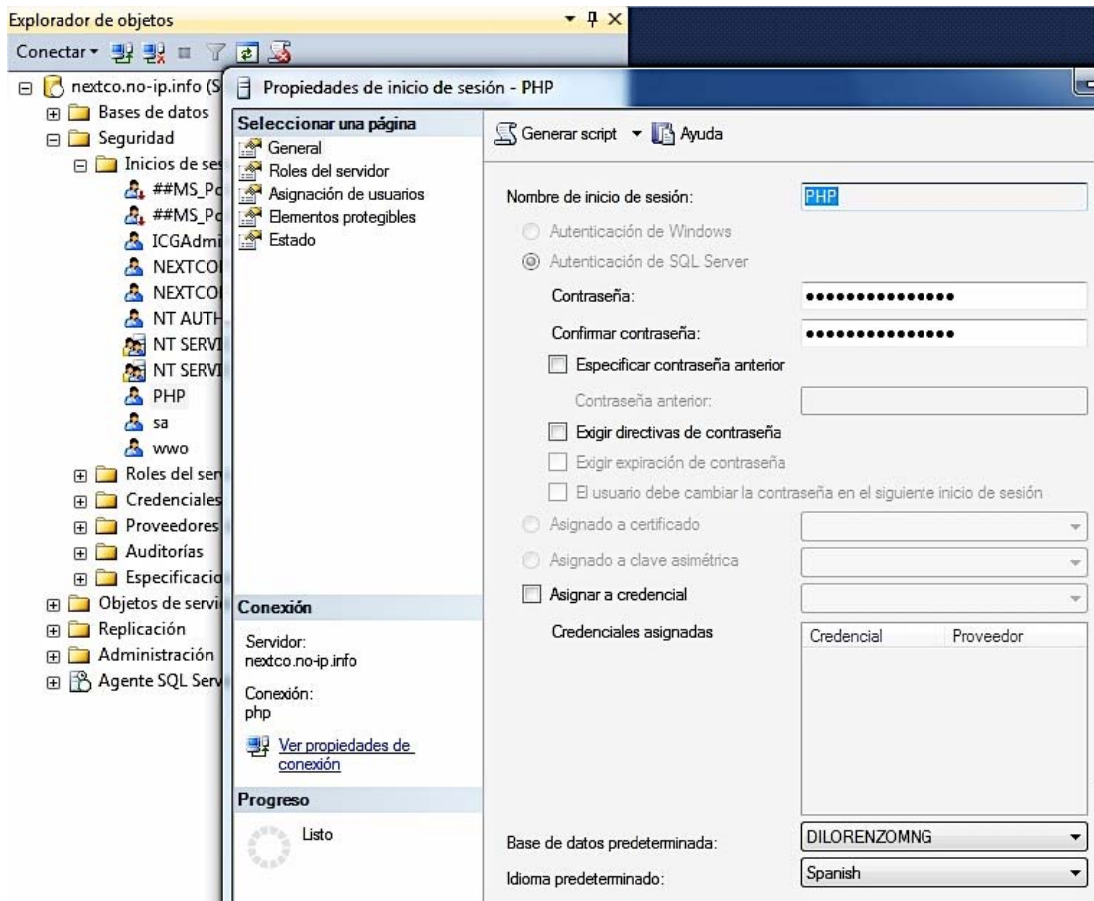 Explorador de objetos
Conectar
nextco.no-ip.info (S
Bases de datos
Seguridad
Inicios de ses
##MS_Po
##MS_Po
ICGAdmi
NEXTCO
NEXTCO
NT AUTH
NT SERVI
NT SERVI
PHP
sa
wwo
Roles del ser
Credenciales
Proveedores
Auditorías
Especificacio
Objetos de servi
Replicación
Administración
Agente SQL Serv
Propiedades de inicio de sesión - PHP
Seleccionar una página
General
Roles del servidor
Asignación de usuarios
Elementos protegibles
Estado
Conexión
Servidor:
nextco.no-ip.info
Conexión:
php
Ver propiedades de
conexión
Progreso
Listo
Generar script Ayuda
Nombre de inicio de sesión: PHP
Autenticación de Windows
Autenticación de SQL Server
Contraseña: ●●●●●●●●●●●●●●●
Confirmar contraseña: ●●●●●●●●●●●●●●●
Especificar contraseña anterior
Contraseña anterior:
Exigir directivas de contraseña
Exigir expiración de contraseña
El usuario debe cambiar la contraseña en el siguiente inicio de sesión
Asignado a certificado
Asignado a clave asimétrica
Asignar a credencial
Credenciales asignadas Credencial Proveedor
Base de datos predeterminada: DILORENZOMNG
Idioma predeterminado: Spanish